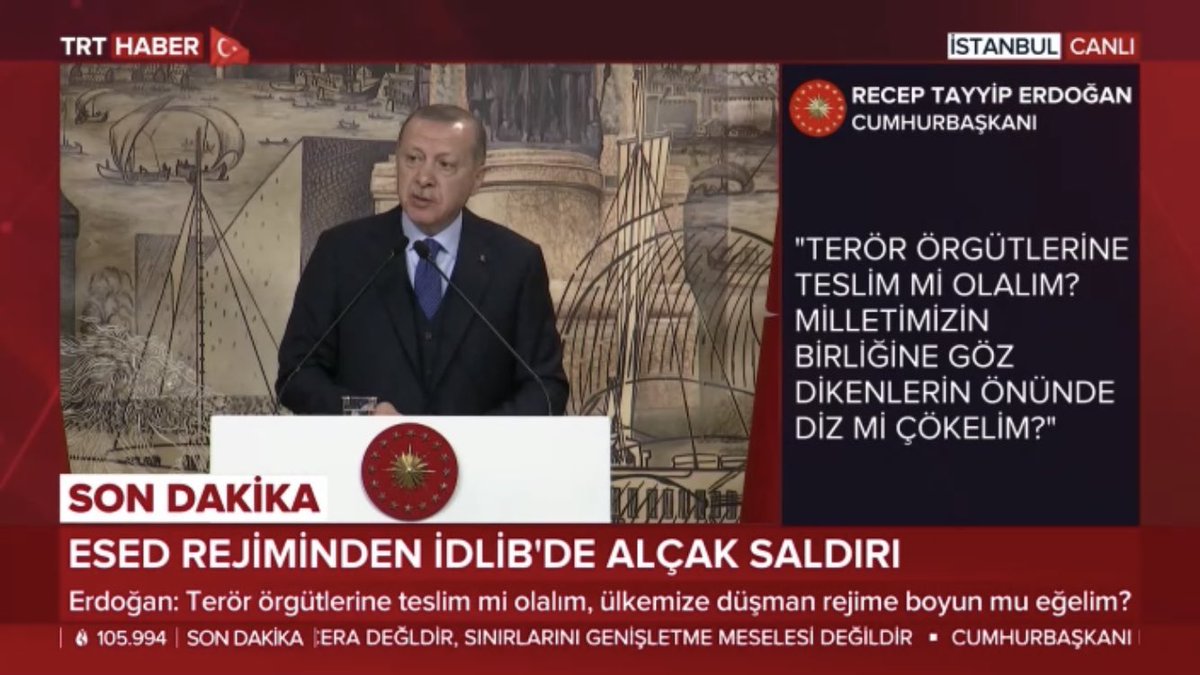 TRT HABER
İSTANBUL CANLI
RECEP TAYYİP ERDOĞAN
CUMHURBAŞKANI
"TERÖR ÖRGÜTLERİNE
TESLİM Mİ OLALIM?
MİLLETİMİZİN
BİRLİĞİNE GÖZ
DİKENLERİN ÖNÜNDE
DİZ Mİ ÇÖKELİM?"
SON DAKİKA
ESED REJİMİNDEN İDLİB'DE ALÇAK SALDIRI
Erdoğan: Terör örgütlerine teslim mi olalım, ülkemize düşman rejime boyun mu eğelim?
105.994 SON DAKİKA CERA DEĞLDİR, SINIRLARINI GENİŞLETME MESELESİ DEĞİLDİR ▪ CUMHURBAŞKANI